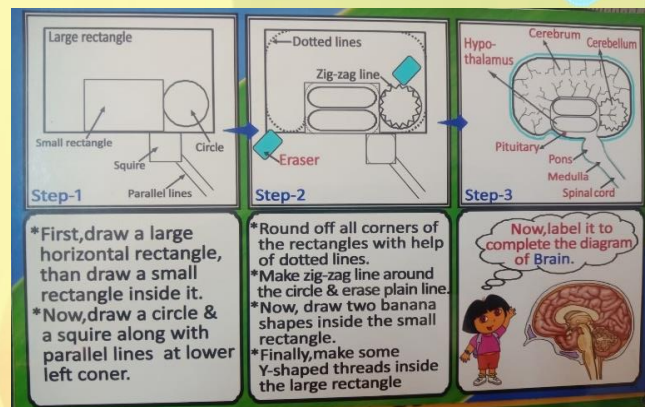 Large rectangle
Small rectangle
Squire
Circle
Parallel lines
Step-1
Dotted lines
Zig-zag line
Eraser
Step-2
Hypo-
thalamus
Cerebrum
Cerebellum
Pituitary
Pons
Medulla
Spinal cord
Step-3
*First,draw a large
horizontal rectangle,
than draw a small
rectangle inside it.
*Now,draw a circle &
a squire along with
parallel lines at lower
left coner.
*Round off all corners of
the rectangles with help
of dotted lines.
*Make zig-zag line around
the circle & erase plain line.
*Now, draw two banana
shapes inside the small
rectangle.
*Finally,make some
Y-shaped threads inside
the large rectangle
Now,label it to
complete the diagram
of Brain.